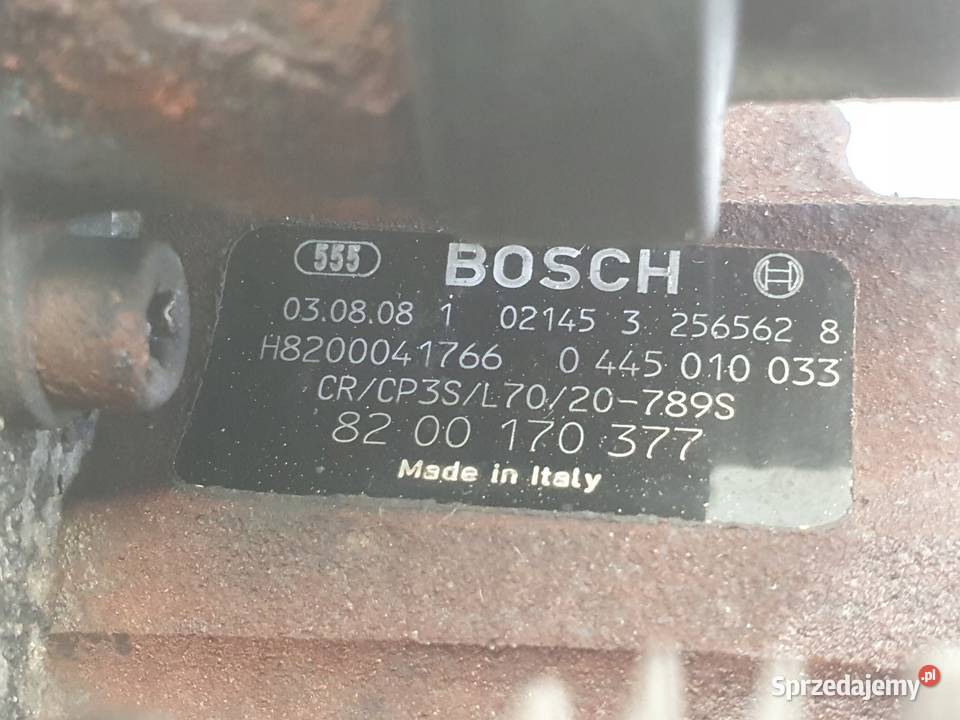 555 BOSCH
03.08.08 1 02145 3 256562 8
H8200041766 0 445 010 033
CR/CP3S/L70/20-789S
82 00 170 377
Made in Italy
Sprzedajemy.pl